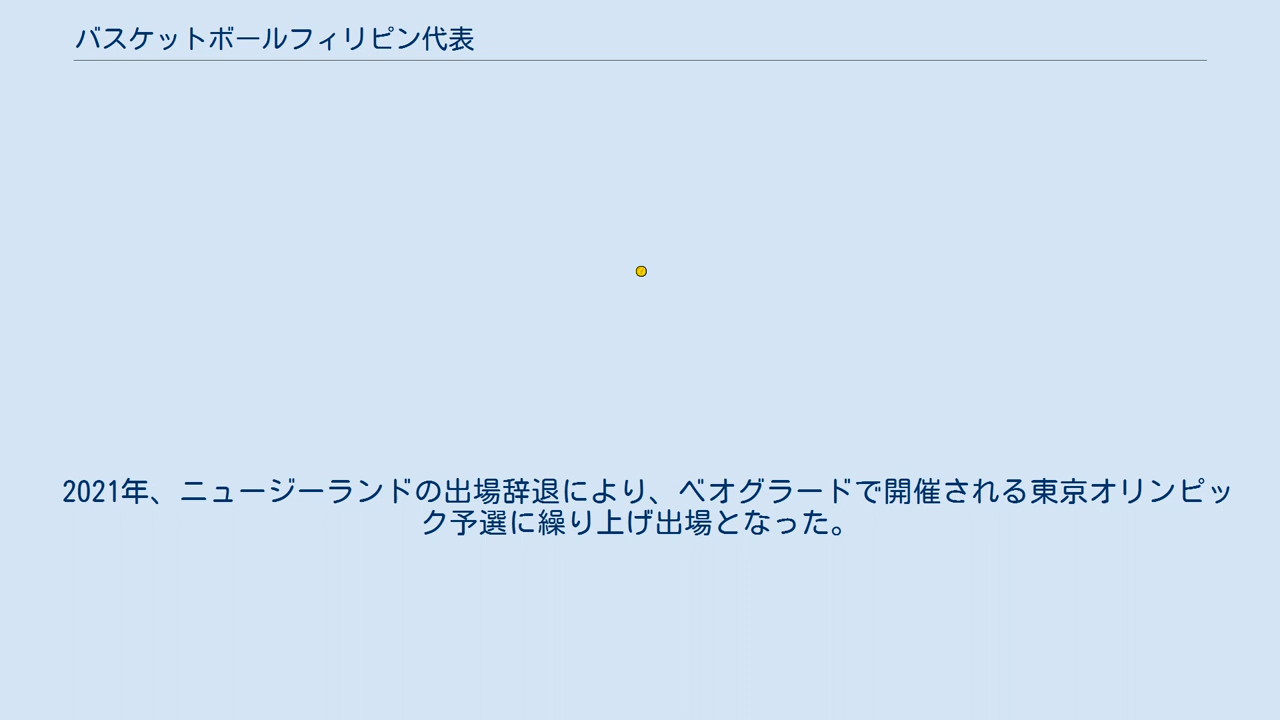 バスケットボールフィリピン代表
2021年、ニュージーランドの出場辞退により、ベオグラードで開催される東京オリンピッ
ク予選に繰り上げ出場となった。